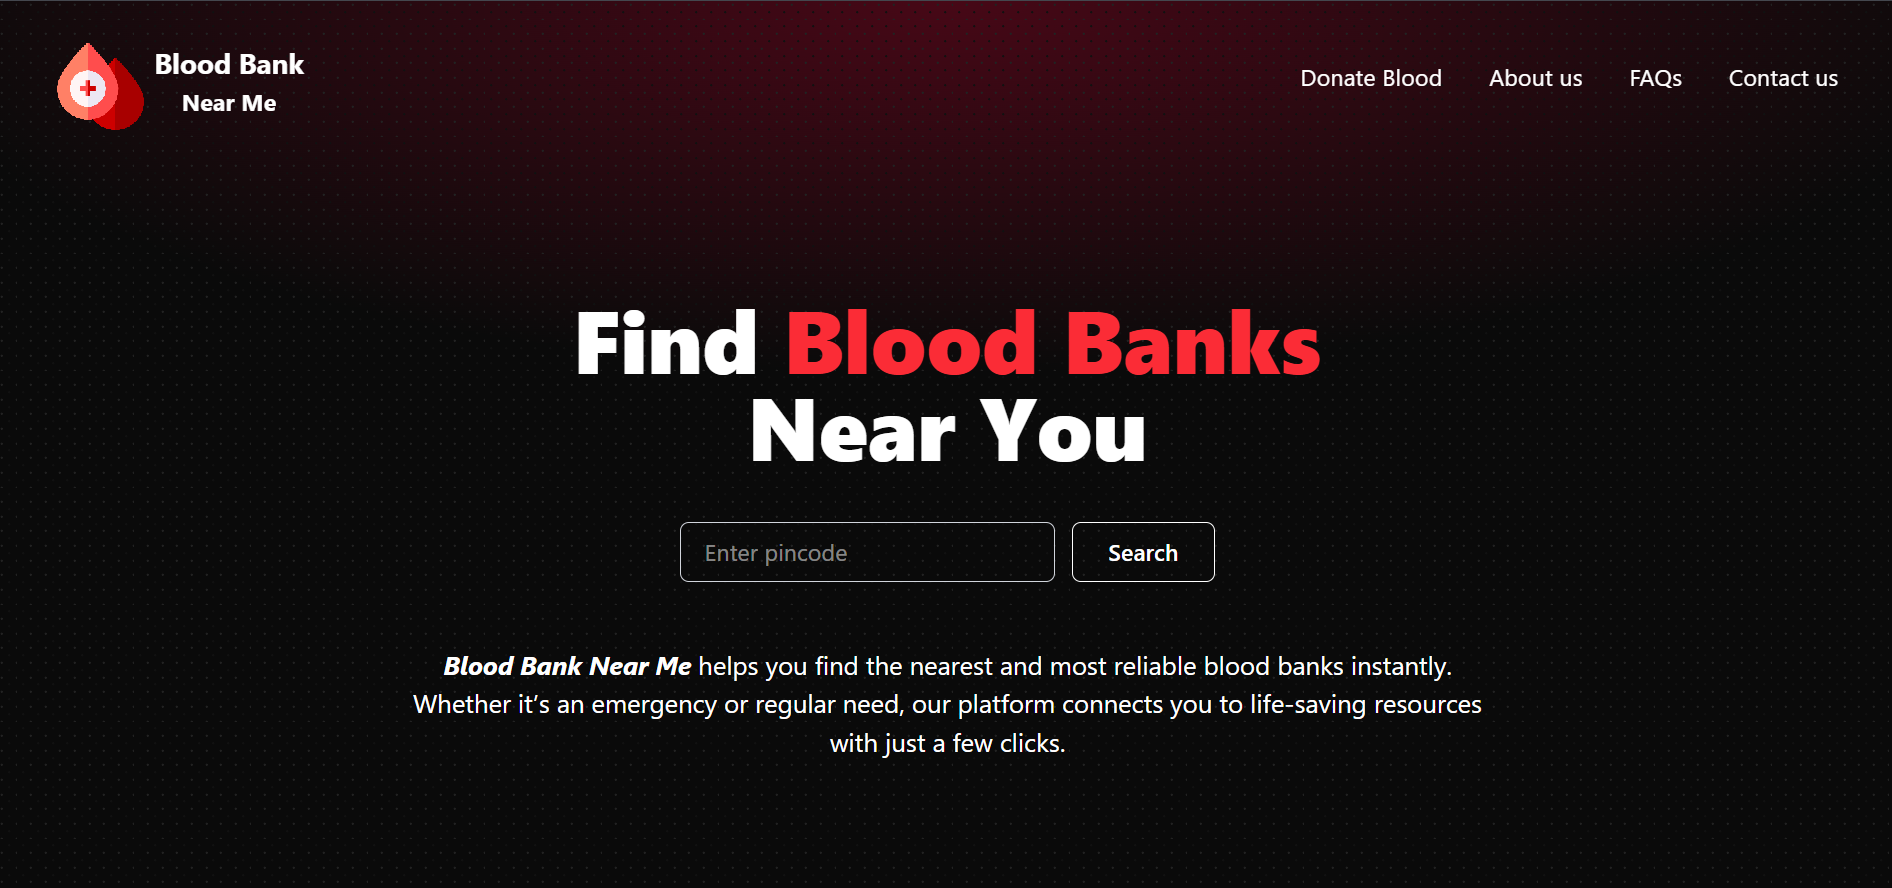 Blood Bank
Near Me
Donate Blood
About us
FAQs
Contact us
Find Blood Banks
Near You
Enter pincode
Search
Blood Bank Near Me helps you find the nearest and most reliable blood banks instantly.
Whether it’s an emergency or regular need, our platform connects you to life-saving resources
with just a few clicks.